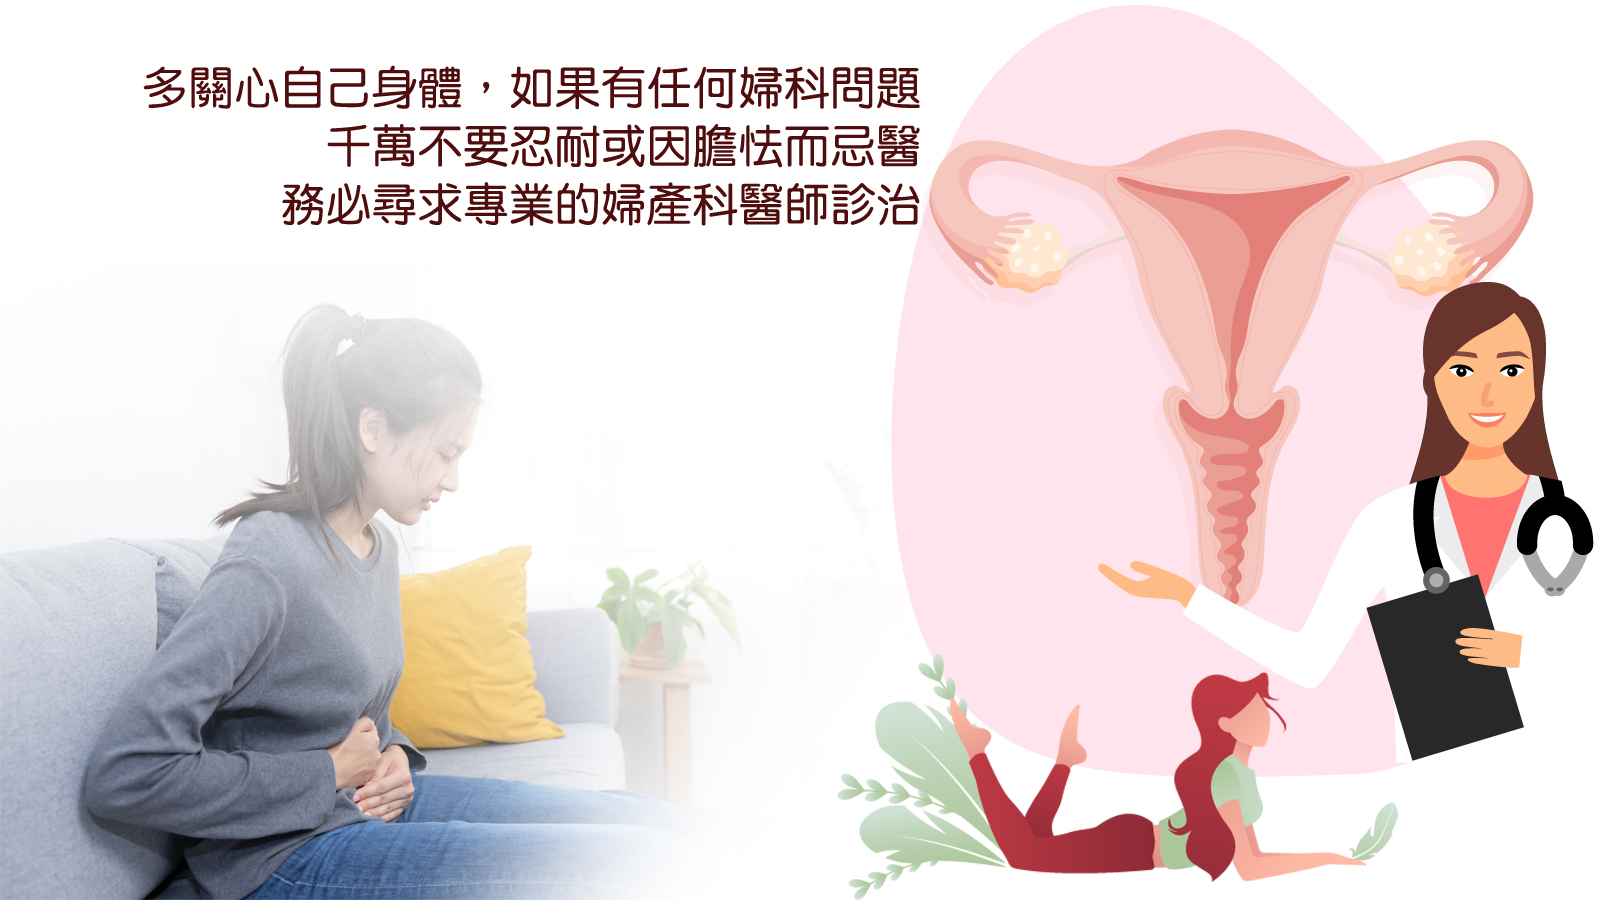 多關心自己身體，如果有任何婦科問題
千萬不要忍耐或因膽怯而忌醫
務必尋求專業的婦產科醫師診治